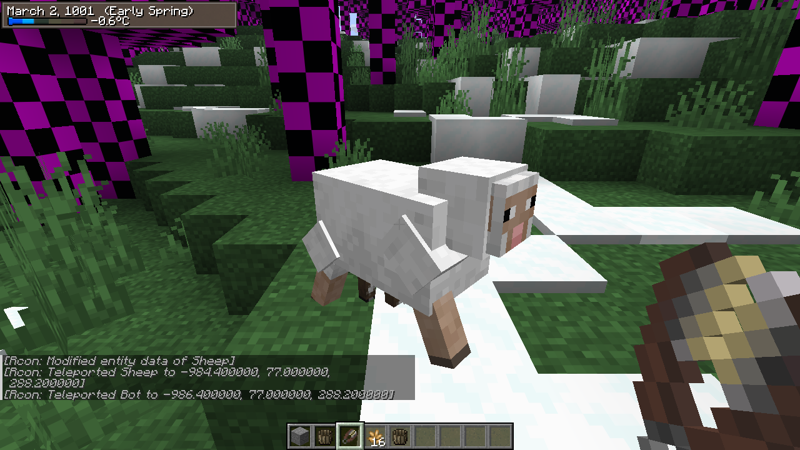 March 2, 1001 (Early Spring)
-0.6°C
[Rcon: Modified entity data of Sheep]
[Rcon: Teleported Sheep to -984.400000, 77.000000,
288.200000]
[Rcon: Teleported Bot to -986.400000, 77.000000, 288.200000]
16